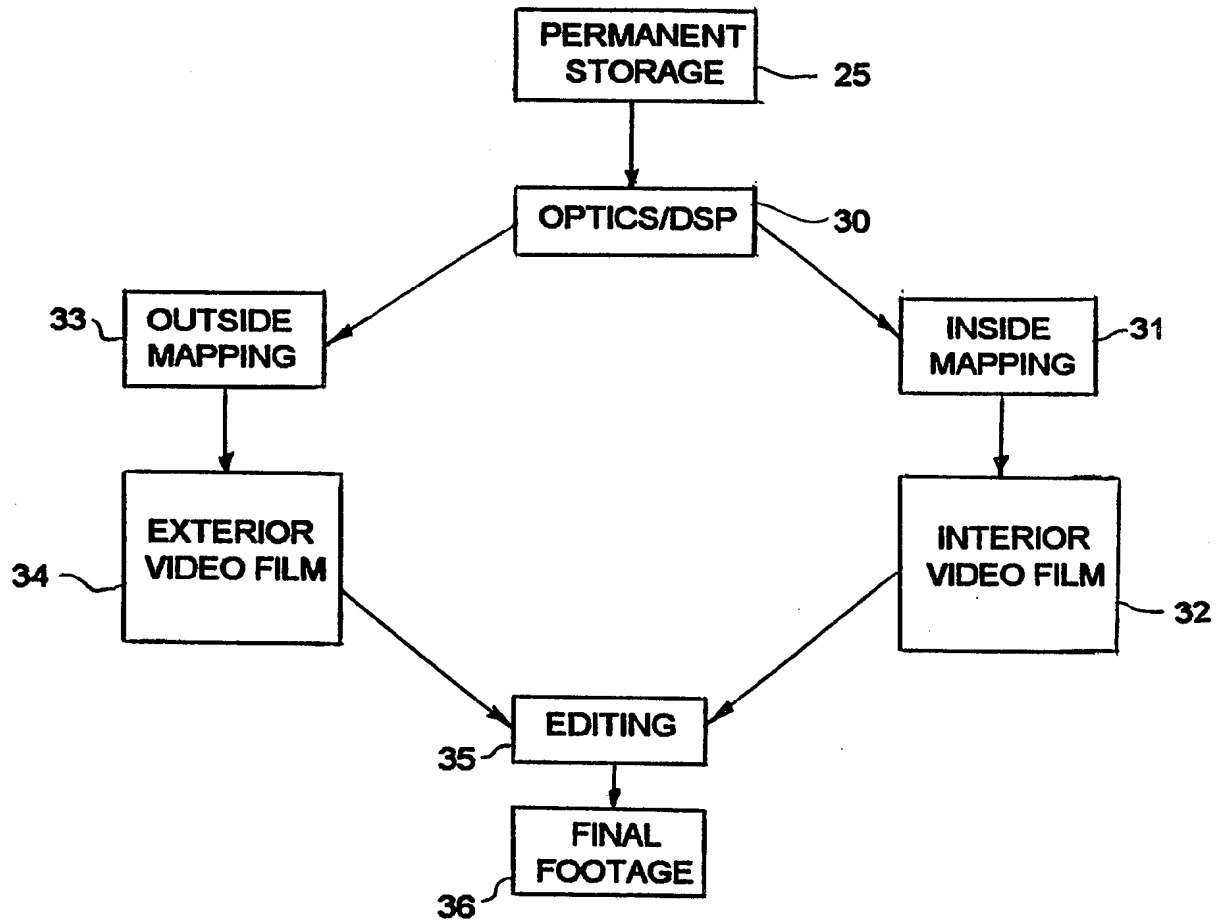 PERMANENT
STORAGE
25
OPTICS/DSP
30
33
OUTSIDE
MAPPING
INSIDE
MAPPING
31
EXTERIOR
VIDEO FILM
34
INTERIOR
VIDEO FILM
32
EDITING
35
FINAL
FOOTAGE
36